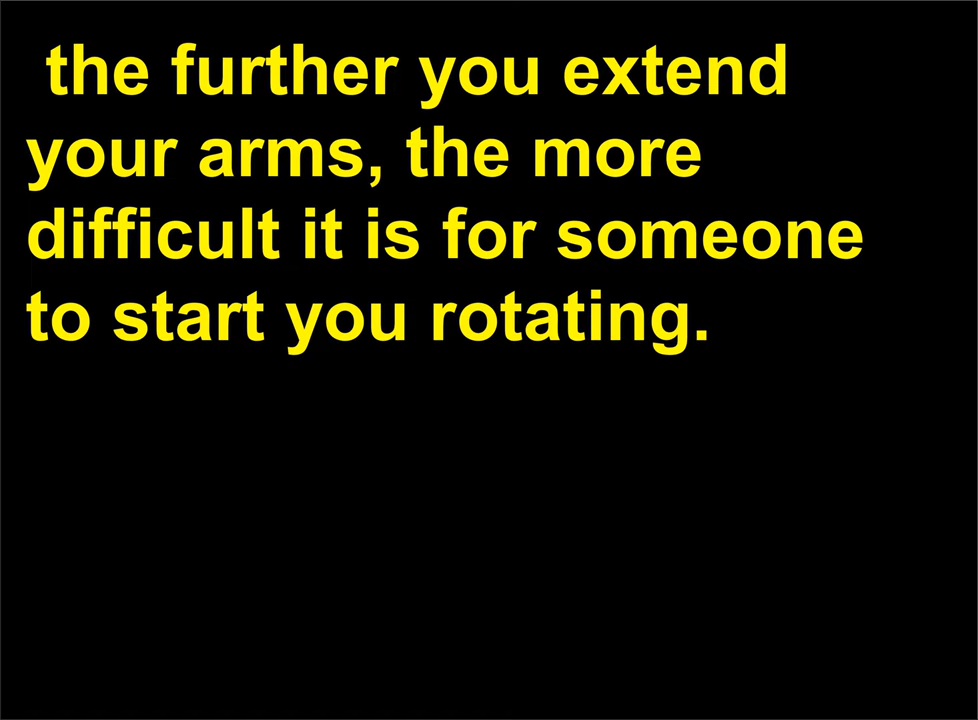 the further you extend
your arms, the more
difficult it is for someone
to start you rotating.